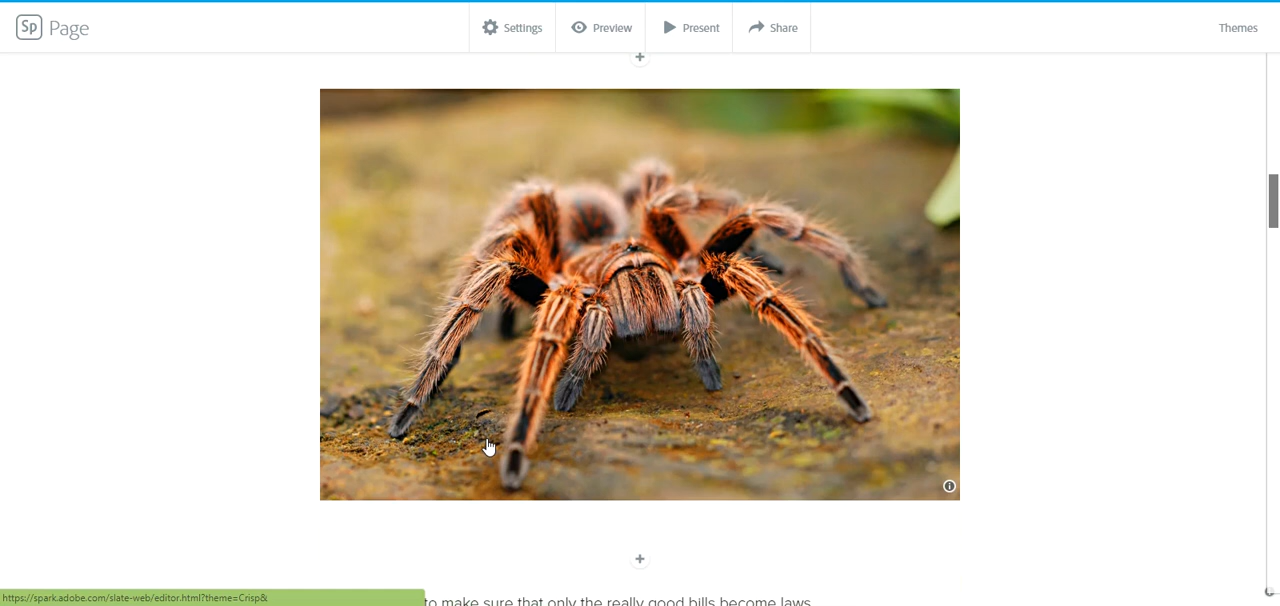 Sp Page
Settings
Preview
Present
Share
Themes
to make sure that only the really good bills become laws
https://spark.adobe.com/slate-web/editor.html?theme=Crisp&